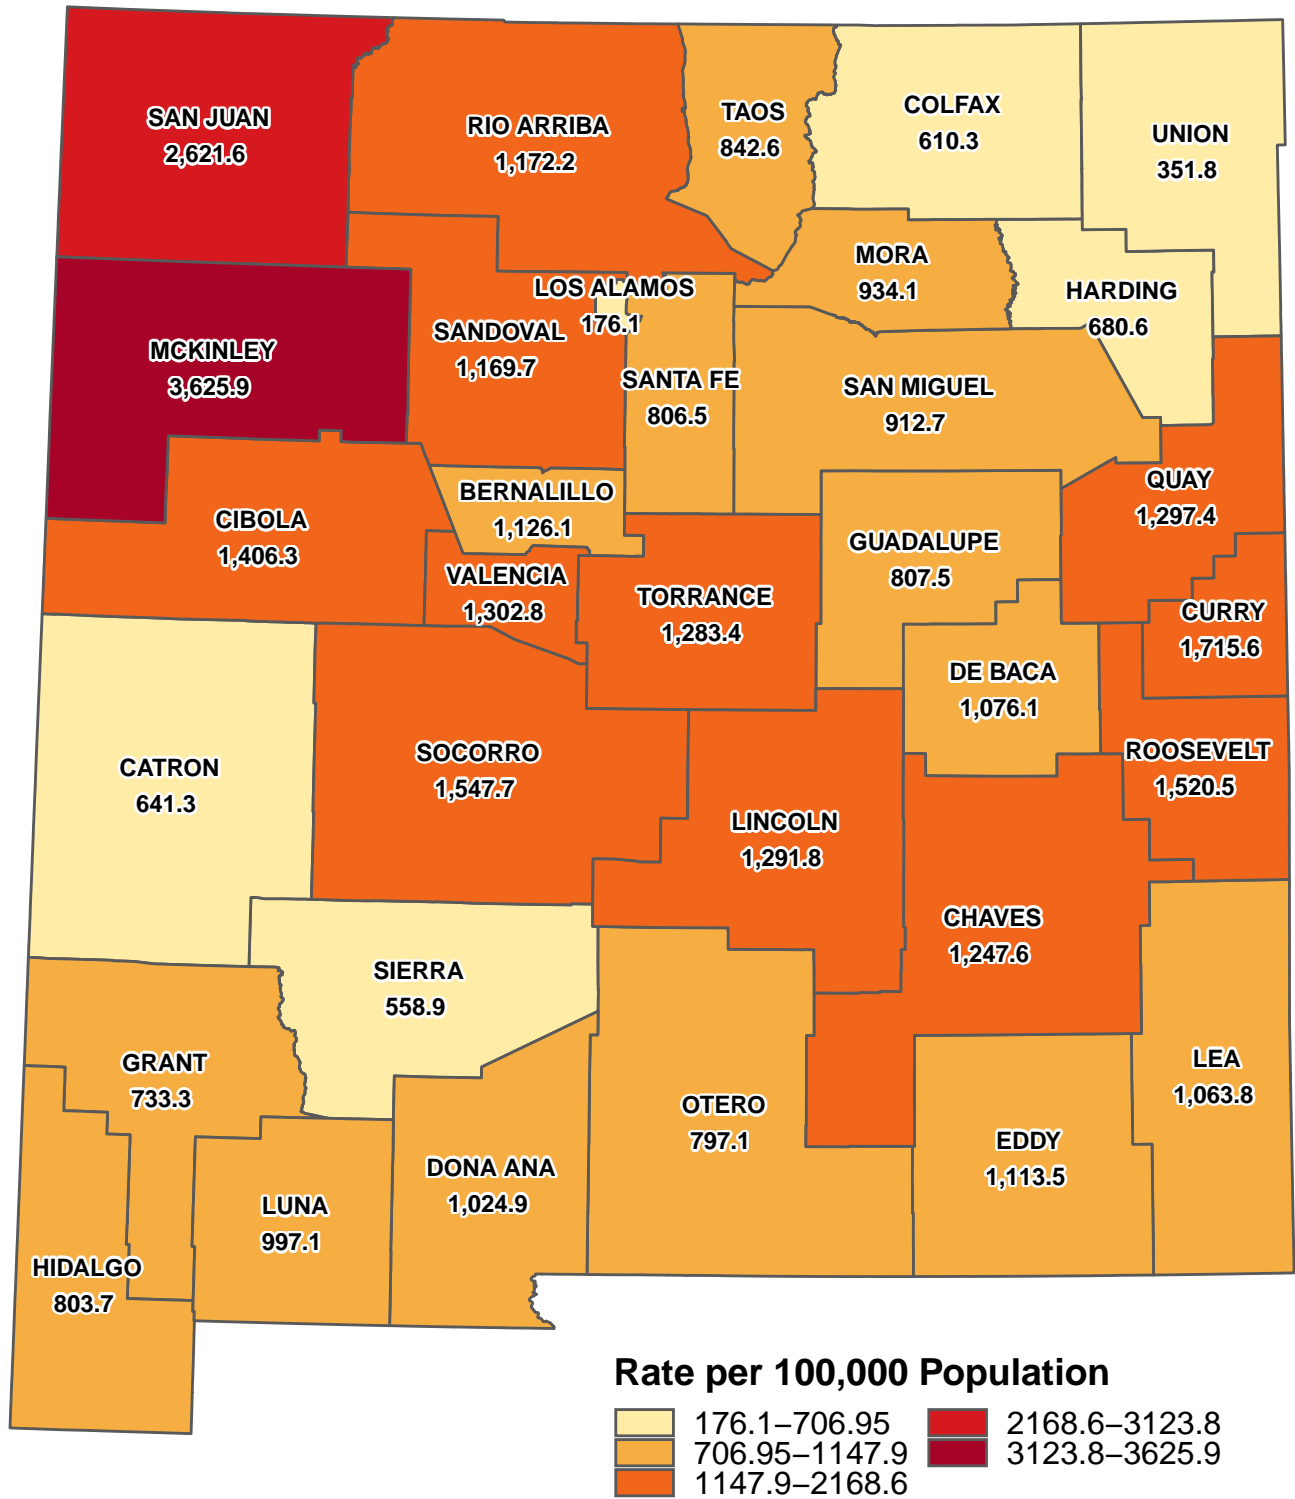 SAN JUAN
2,621.6
RIO ARRIBA
1,172.2
TAOS
842.6
COLFAX
610.3
UNION
351.8
MORA
934.1
HARDING
680.6
LOS ALAMOS
176.1
SANDOVAL
1,169.7
MCKINLEY
3,625.9
SANTA FE
806.5
SAN MIGUEL
912.7
QUAY
1,297.4
BERNALILLO
1,126.1
CIBOLA
1,406.3
GUADALUPE
807.5
VALENCIA
1,302.8
TORRANCE
1,283.4
CURRY
1,715.6
DE BACA
1,076.1
ROOSEVELT
1,520.5
SOCORRO
1,547.7
CATRON
641.3
LINCOLN
1,291.8
CHAVES
1,247.6
SIERRA
558.9
GRANT
733.3
LEA
1,063.8
OTERO
797.1
EDDY
1,113.5
DONA ANA
1,024.9
LUNA
997.1
HIDALGO
803.7
Rate per 100,000 Population
176.1–706.95
706.95–1147.9
1147.9–2168.6
2168.6–3123.8
3123.8–3625.9